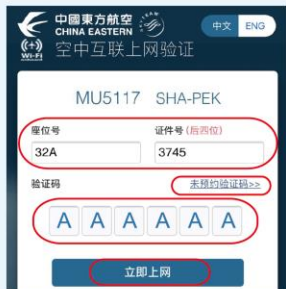 中國東方航空
CHINA EASTERN
中文 ENG
Wi-Fi
空中互联上网验证
MU5117 SHA-PEK
座位号 证件号 (后四位)
32A 3745
验证码 未预约验证码>>
A A A A A A
立即上网